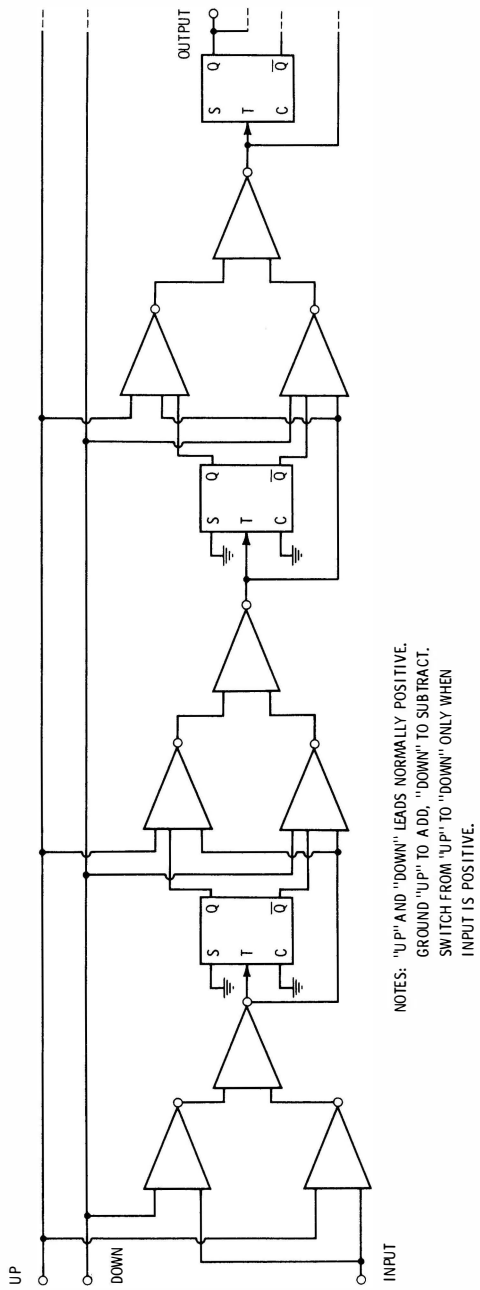 UP
DOWN
INPUT
S
Q
T
C
Q̅
S
Q
T
C
Q̅
OUTPUT
S
Q
T
C
Q̅
NOTES: "UP" AND "DOWN" LEADS NORMALLY POSITIVE.
GROUND "UP" TO ADD, "DOWN" TO SUBTRACT.
SWITCH FROM "UP" TO "DOWN" ONLY WHEN
INPUT IS POSITIVE.